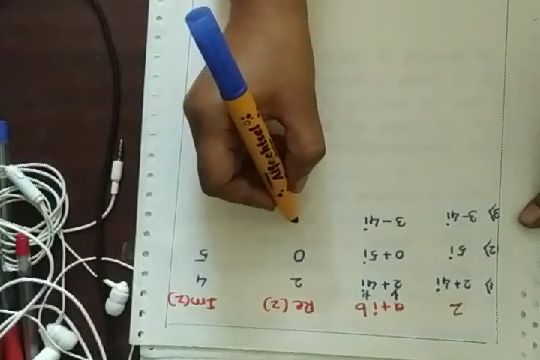 z a+ib Re(z) Im(z)
1) 2+4i 2+4i 2 4
2) 5i 0+5i 0 5
3) 3-4i 3-4i